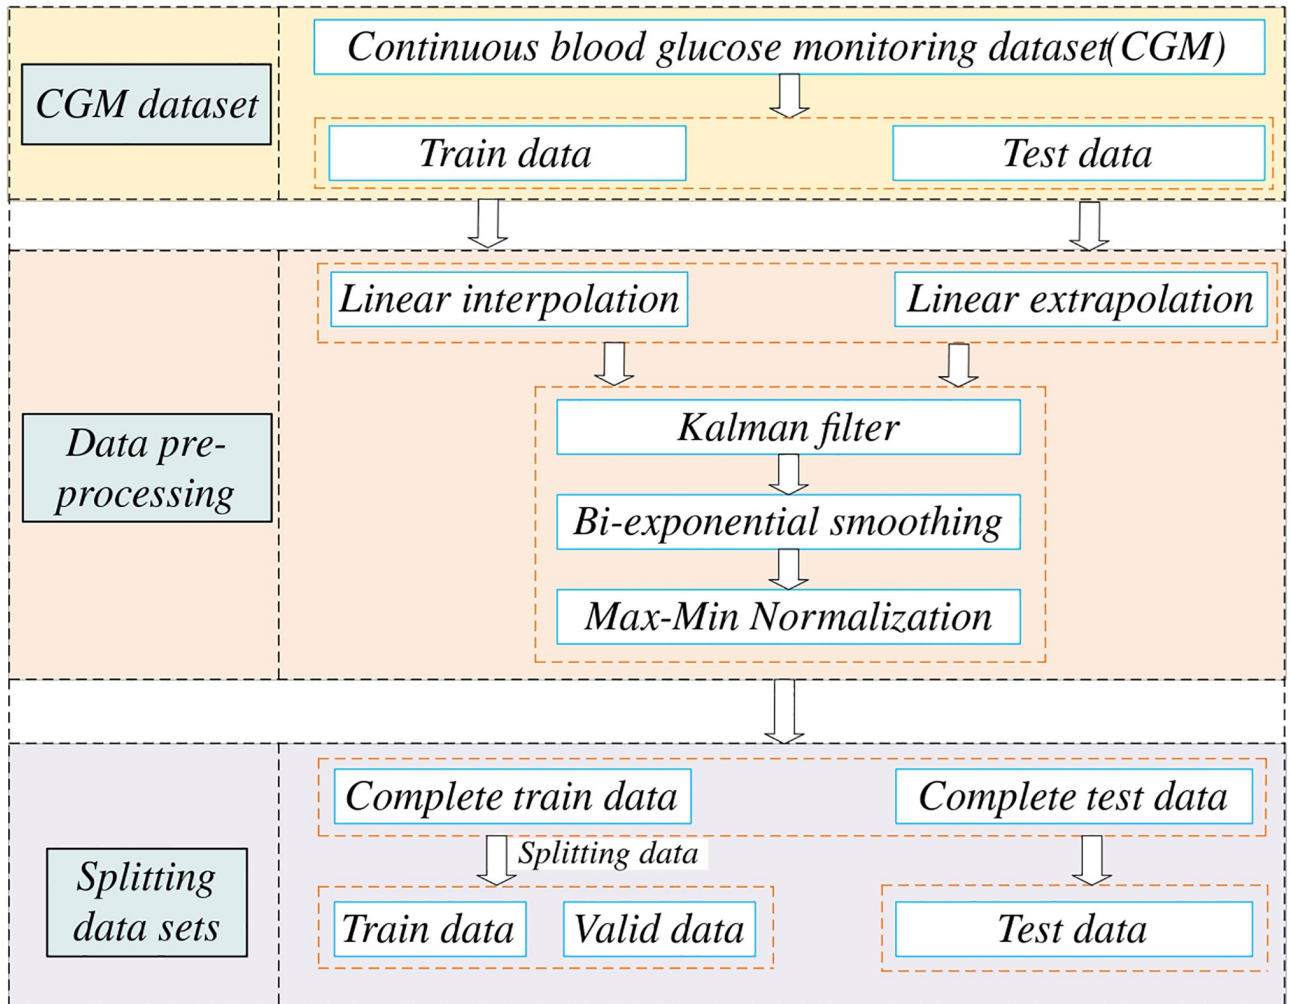 CGM dataset
Continuous blood glucose monitoring dataset(CGM)
Train data
Test data
Data pre-
processing
Linear interpolation
Linear extrapolation
Kalman filter
Bi-exponential smoothing
Max-Min Normalization
Splitting
data sets
Complete train data
Complete test data
Splitting data
Train data
Valid data
Test data